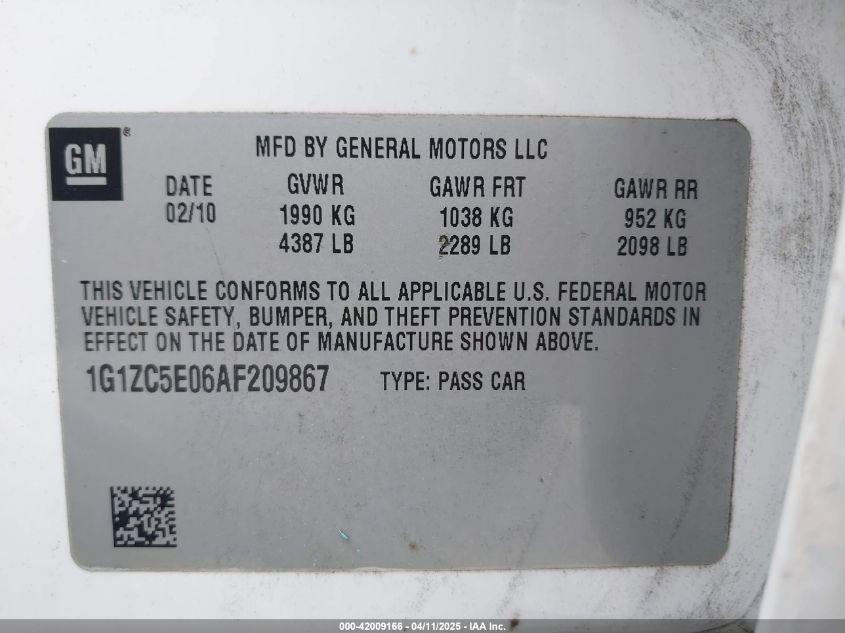 GM ®
MFD BY GENERAL MOTORS LLC
DATE GVWR GAWR FRT GAWR RR
02/10 1990 KG 1038 KG 952 KG
4387 LB 2289 LB 2098 LB
THIS VEHICLE CONFORMS TO ALL APPLICABLE U.S. FEDERAL MOTOR
VEHICLE SAFETY, BUMPER, AND THEFT PREVENTION STANDARDS IN
EFFECT ON THE DATE OF MANUFACTURE SHOWN ABOVE.
1G1ZC5E06AF209867 TYPE: PASS CAR
000-42009166 - 04/11/2025 - IAA Inc.